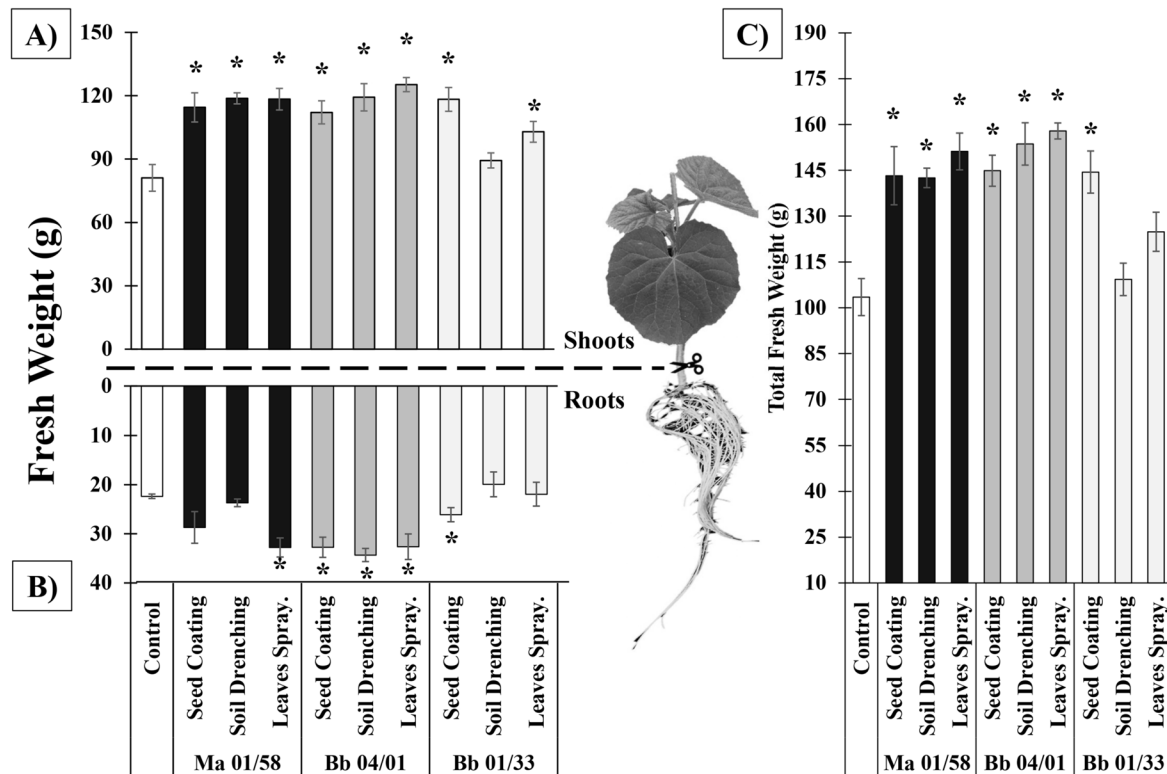 A)
Fresh Weight (g)
150
120
90
60
30
0
* * * * * * * *
Shoots
0
10
20
30
40
Roots
* * * * *
B)
Control
Seed Coating
Soil Drenching
Leaves Spray.
Seed Coating
Soil Drenching
Leaves Spray.
Seed Coating
Soil Drenching
Leaves Spray.
Ma 01/58
Bb 04/01
Bb 01/33
C)
Total Fresh Weight (g)
190
175
160
145
130
115
100
85
70
55
40
25
10
* * * * * * *
Control
Seed Coating
Soil Drenching
Leaves Spray.
Seed Coating
Soil Drenching
Leaves Spray.
Seed Coating
Soil Drenching
Leaves Spray.
Ma 01/58
Bb 04/01
Bb 01/33